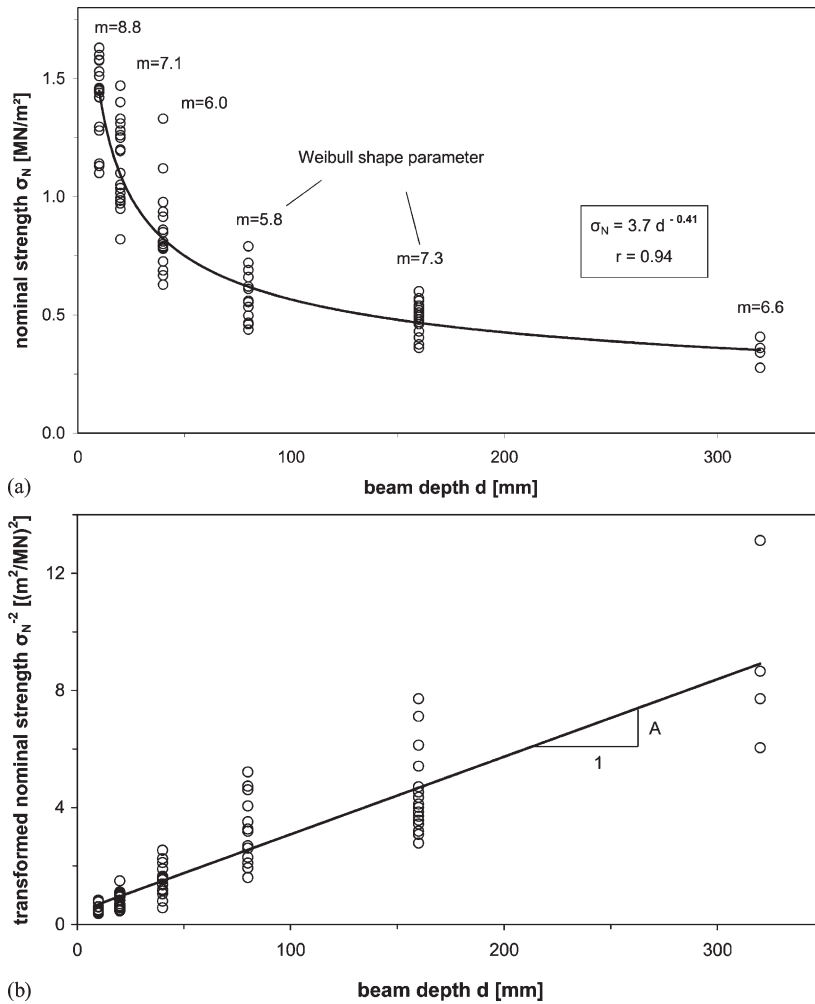 m=8.8
m=7.1
m=6.0
Weibull shape parameter
m=5.8
m=7.3
m=6.6
σN = 3.7 d - 0.41
r = 0.94
nominal strength σN [MN/m²]
1.5
1.0
0.5
0.0
0
100
200
300
beam depth d [mm]
(a)
transformed nominal strength σN-2 [(m2/MN)2]
12
8
4
0
A
1
0
50
100
150
200
250
300
beam depth d [mm]
(b)